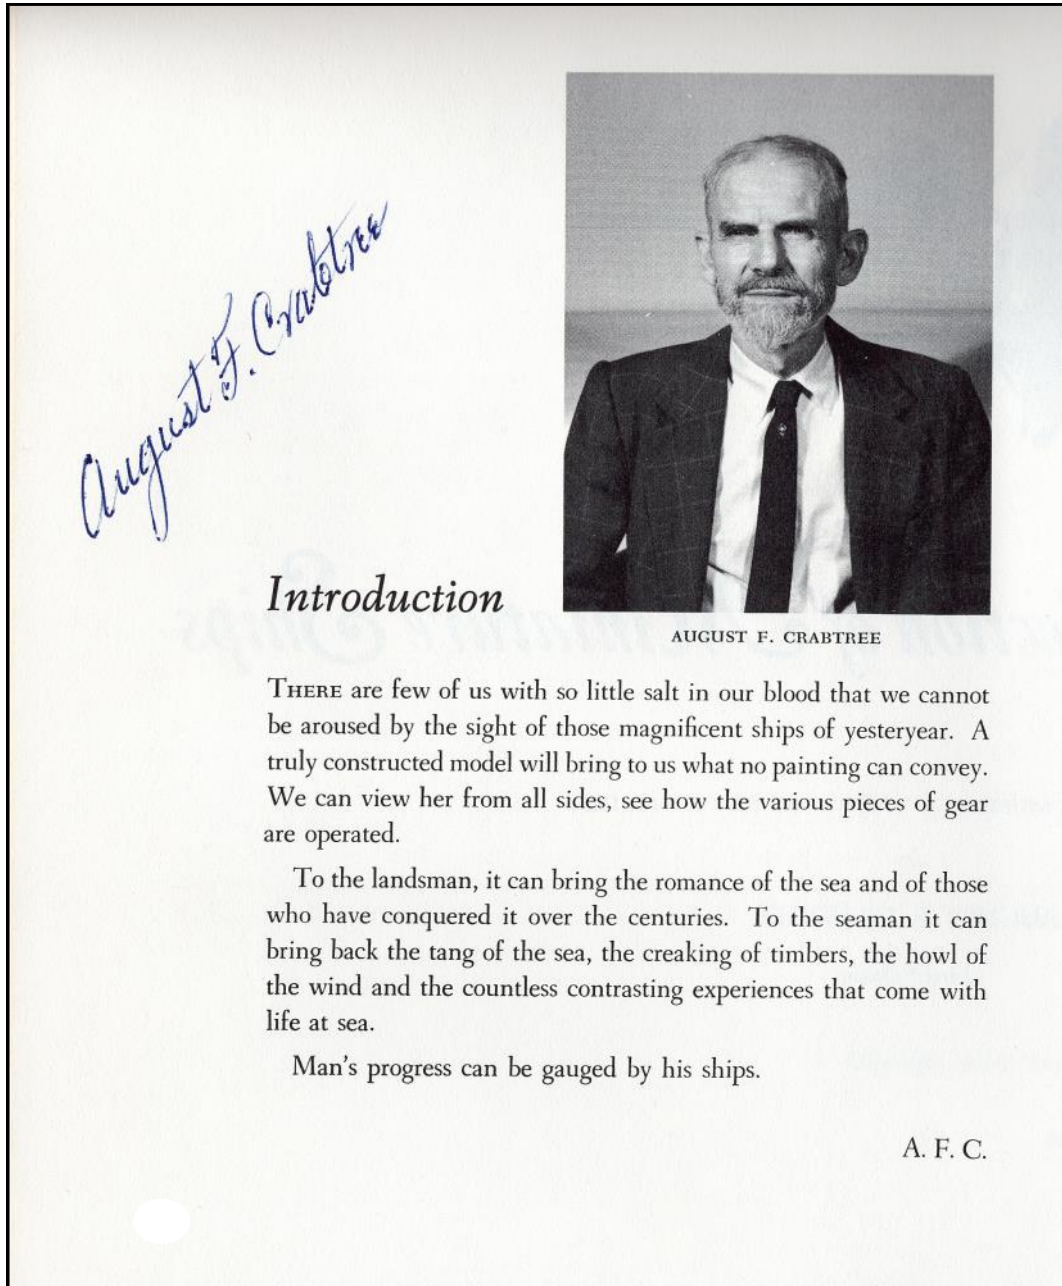 August F. Crabtree
Introduction
AUGUST F. CRABTREE
THERE are few of us with so little salt in our blood that we cannot
be aroused by the sight of those magnificent ships of yesteryear. A
truly constructed model will bring to us what no painting can convey.
We can view her from all sides, see how the various pieces of gear
are operated.
To the landsman, it can bring the romance of the sea and of those
who have conquered it over the centuries. To the seaman it can
bring back the tang of the sea, the creaking of timbers, the howl of
the wind and the countless contrasting experiences that come with
life at sea.
Man's progress can be gauged by his ships.
A. F. C.